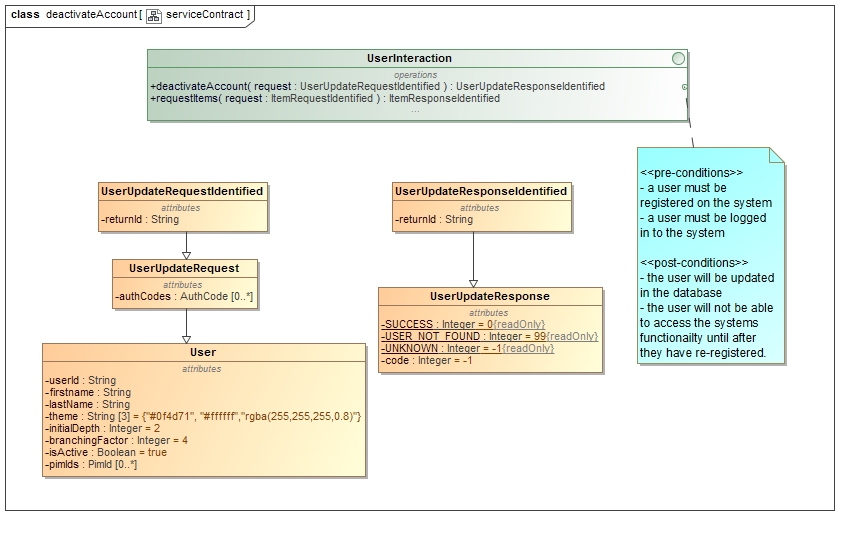 class deactivateAccount[ serviceContract ]
UserInteraction
operations
+deactivateAccount( request : UserUpdateRequestIdentified ) : UserUpdateResponseIdentified
+requestItems( request : ItemRequestIdentified ) : ItemResponseIdentified
...
<<pre-conditions>>
- a user must be
registered on the system
- a user must be logged
in to the system
<<post-conditions>>
- the user will be updated
in the database
- the user will not be able
to access the systems
functionailty until after
they have re-registered.
UserUpdateRequestIdentified
attributes
-returnId : String
UserUpdateResponseIdentified
attributes
-returnId : String
UserUpdateRequest
attributes
-authCodes : AuthCode [0..*]
UserUpdateResponse
attributes
-SUCCESS : Integer = 0{readOnly}
-USER_NOT_FOUND : Integer = 99{readOnly}
-UNKNOWN : Integer = -1{readOnly}
-code : Integer = -1
User
attributes
-userId : String
-firstname : String
-lastName : String
-theme : String [3] = {"#0f4d71", "#ffffff","rgba(255,255,255,0.8)"}
-initialDepth : Integer = 2
-branchingFactor : Integer = 4
-isActive : Boolean = true
-pimIds : PimId [0..*]